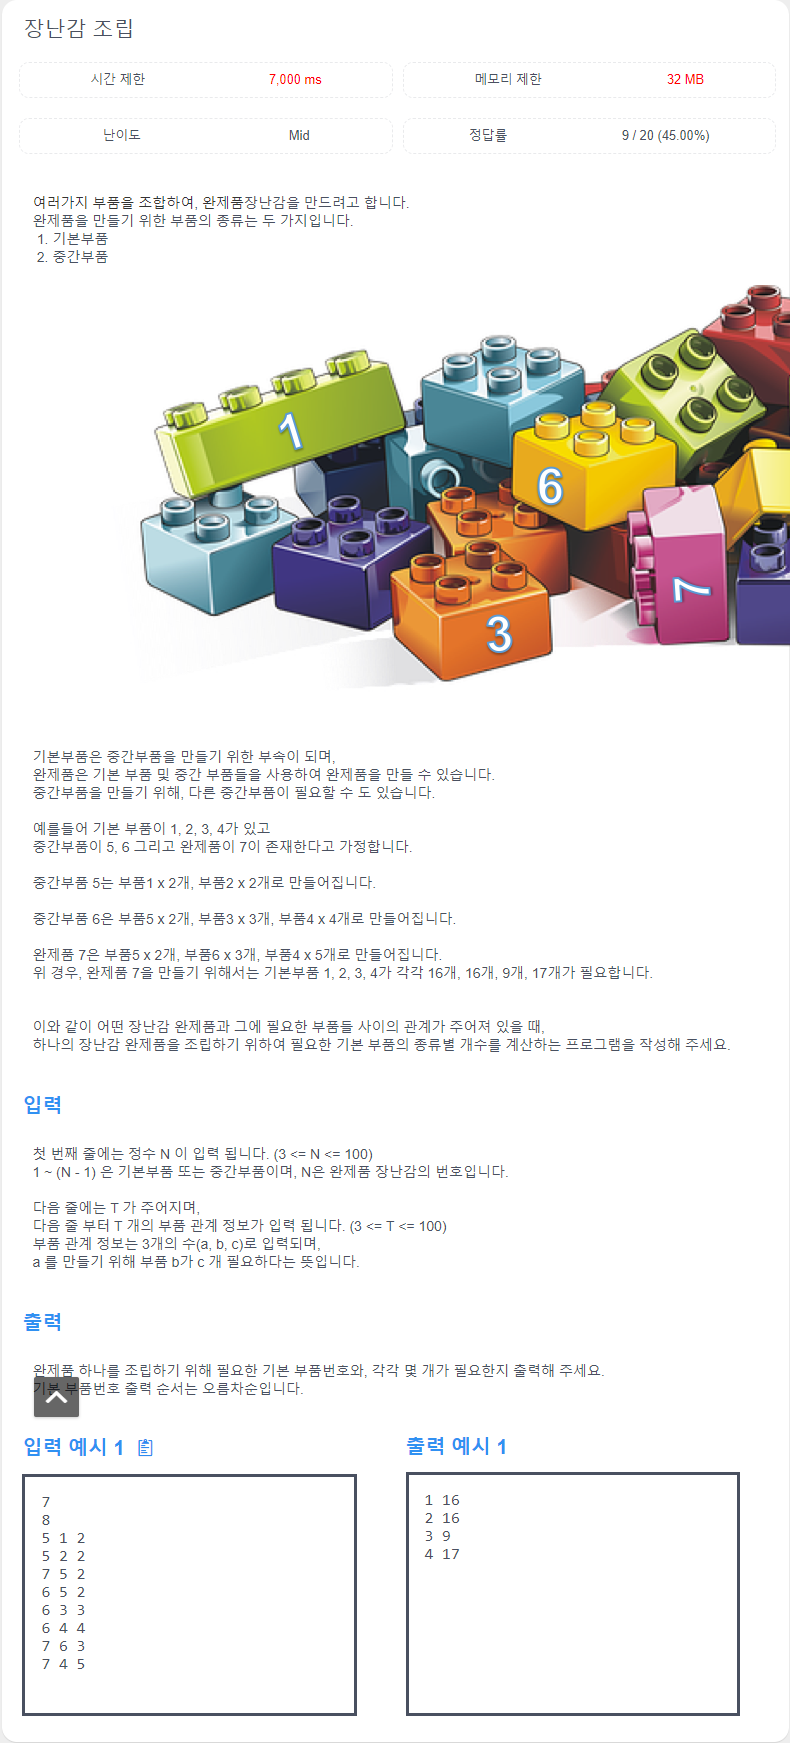 장난감 조립
시간 제한 7,000 ms 메모리 제한 32 MB
난이도 Mid 정답률 9 / 20 (45.00%)
여러가지 부품을 조합하여, 완제품장난감을 만드려고 합니다.
완제품을 만들기 위한 부품의 종류는 두 가지입니다.
1. 기본부품
2. 중간부품
1
6
7
3
기본부품은 중간부품을 만들기 위한 부속이 되며,
완제품은 기본 부품 및 중간 부품들을 사용하여 완제품을 만들 수 있습니다.
중간부품을 만들기 위해, 다른 중간부품이 필요할 수 도 있습니다.
예를들어 기본 부품이 1, 2, 3, 4가 있고
중간부품이 5, 6 그리고 완제품이 7이 존재한다고 가정합니다.
중간부품 5는 부품1 x 2개, 부품2 x 2개로 만들어집니다.
중간부품 6은 부품5 x 2개, 부품3 x 3개, 부품4 x 4개로 만들어집니다.
완제품 7은 부품5 x 2개, 부품6 x 3개, 부품4 x 5개로 만들어집니다.
위 경우, 완제품 7을 만들기 위해서는 기본부품 1, 2, 3, 4가 각각 16개, 16개, 9개, 17개가 필요합니다.
이와 같이 어떤 장난감 완제품과 그에 필요한 부품들 사이의 관계가 주어져 있을 때,
하나의 장난감 완제품을 조립하기 위하여 필요한 기본 부품의 종류별 개수를 계산하는 프로그램을 작성해 주세요.
입력
첫 번째 줄에는 정수 N 이 입력 됩니다. (3 <= N <= 100)
1 ~ (N - 1) 은 기본부품 또는 중간부품이며, N은 완제품 장난감의 번호입니다.
다음 줄에는 T 가 주어지며,
다음 줄 부터 T 개의 부품 관계 정보가 입력 됩니다. (3 <= T <= 100)
부품 관계 정보는 3개의 수(a, b, c)로 입력되며,
a 를 만들기 위해 부품 b가 c 개 필요하다는 뜻입니다.
출력
완제품 하나를 조립하기 위해 필요한 기본 부품번호와, 각각 몇 개가 필요한지 출력해 주세요.
기본 부품번호 출력 순서는 오름차순입니다.
입력 예시 1
7
8
5 1 2
5 2 2
7 5 2
6 5 2
6 3 3
6 4 4
7 6 3
7 4 5
출력 예시 1
1 16
2 16
3 9
4 17